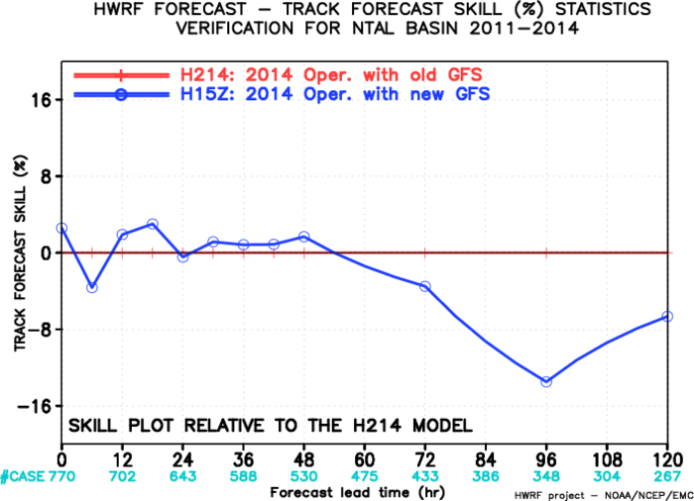 HWRF FORECAST – TRACK FORECAST SKILL (%) STATISTICS
VERIFICATION FOR NTAL BASIN 2011–2014
H214: 2014 Oper. with old GFS
H15Z: 2014 Oper. with new GFS
16
8
0
–8
–16
TRACK FORECAST SKILL (%)
SKILL PLOT RELATIVE TO THE H214 MODEL
0 12 24 36 48 60 72 84 96 108 120
#CASE 770 702 643 588 530 475 433 386 348 304 267
Forecast lead time (hr)
HWRF project – NOAA/NCEP/EMC